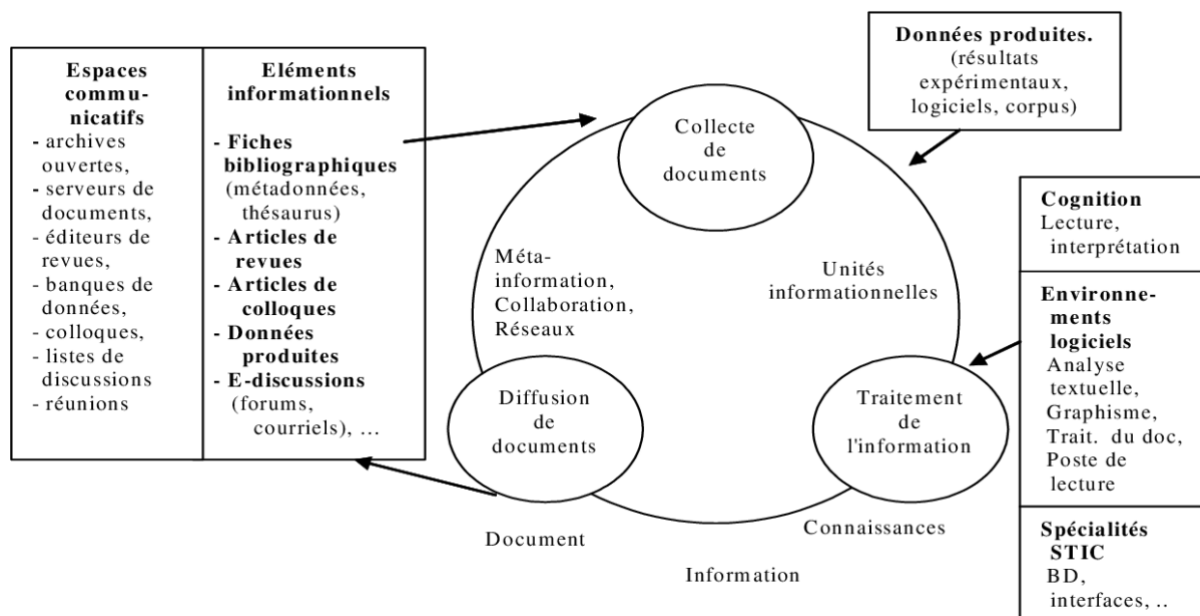 Espaces
commu-
nicatifs
- archives
ouvertes,
- serveurs de
documents,
- éditeurs de
revues,
- banques de
données,
- colloques,
- listes de
discussions
- réunions
Eléments
informationnels
- Fiches
bibliographiques
(métadonnées,
thésaurus)
- Articles de
revues
- Articles de
colloques
- Données
produites
- E-discussions
(forums,
courriels), ...
Collecte
de
documents
Données produites.
(résultats
expérimentaux,
logiciels, corpus)
Méta-
information,
Collaboration,
Réseaux
Unités
informationnelles
Diffusion
de
documents
Traitement
de
l'information
Cognition
Lecture,
interprétation
Environne-
ments
logiciels
Analyse
textuelle,
Graphisme,
Trait. du doc,
Poste de
lecture
Spécialités
STIC
BD,
interfaces, ..
Document
Information
Connaissances